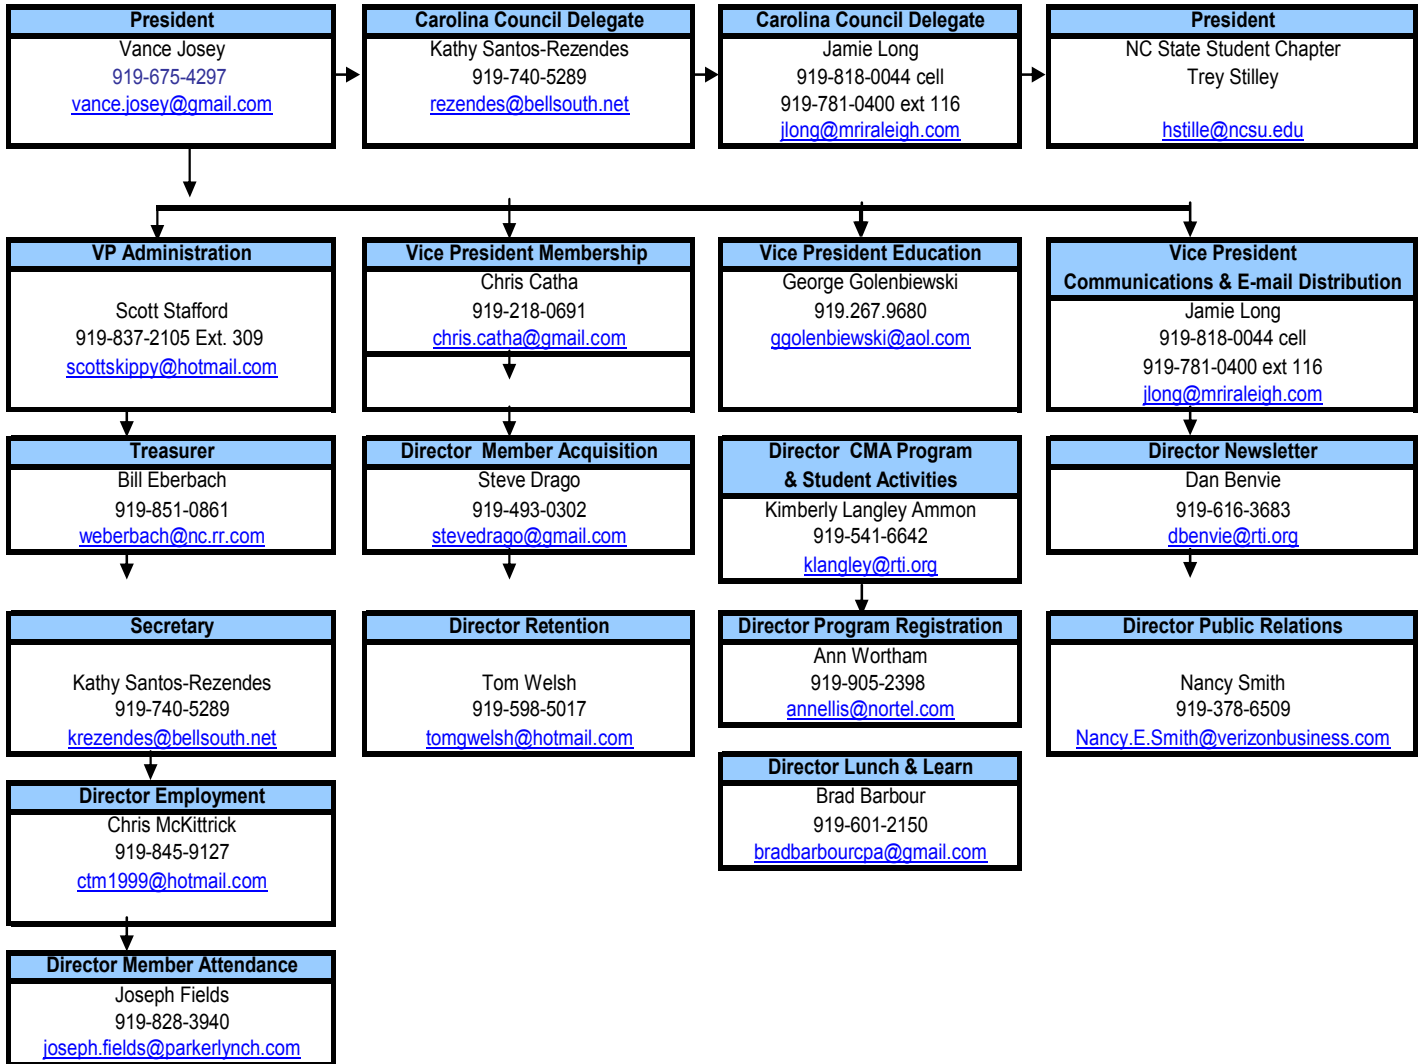 President
Vance Josey
919-675-4297
vance.josey@gmail.com
Carolina Council Delegate
Kathy Santos-Rezendes
919-740-5289
rezendes@bellsouth.net
Carolina Council Delegate
Jamie Long
919-818-0044 cell
919-781-0400 ext 116
jlong@mriraleigh.com
President
NC State Student Chapter
Trey Stilley
hstille@ncsu.edu
VP Administration
Scott Stafford
919-837-2105 Ext. 309
scottskippy@hotmail.com
Vice President Membership
Chris Catha
919-218-0691
chris.catha@gmail.com
Vice President Education
George Golenbiewski
919.267.9680
ggolenbiewski@aol.com
Vice President
Communications & E-mail Distribution
Jamie Long
919-818-0044 cell
919-781-0400 ext 116
jlong@mriraleigh.com
Treasurer
Bill Eberbach
919-851-0861
weberbach@nc.rr.com
Director Member Acquisition
Steve Drago
919-493-0302
stevedrago@gmail.com
Director CMA Program
& Student Activities
Kimberly Langley Ammon
919-541-6642
klangley@rti.org
Director Newsletter
Dan Benvie
919-616-3683
dbenvie@rti.org
Secretary
Kathy Santos-Rezendes
919-740-5289
krezendes@bellsouth.net
Director Retention
Tom Welsh
919-598-5017
tomgwelsh@hotmail.com
Director Program Registration
Ann Wortham
919-905-2398
annellis@nortel.com
Director Public Relations
Nancy Smith
919-378-6509
Nancy.E.Smith@verizonbusiness.com
Director Employment
Chris McKittrick
919-845-9127
ctm1999@hotmail.com
Director Lunch & Learn
Brad Barbour
919-601-2150
bradbarbourcpa@gmail.com
Director Member Attendance
Joseph Fields
919-828-3940
joseph.fields@parkerlynch.com